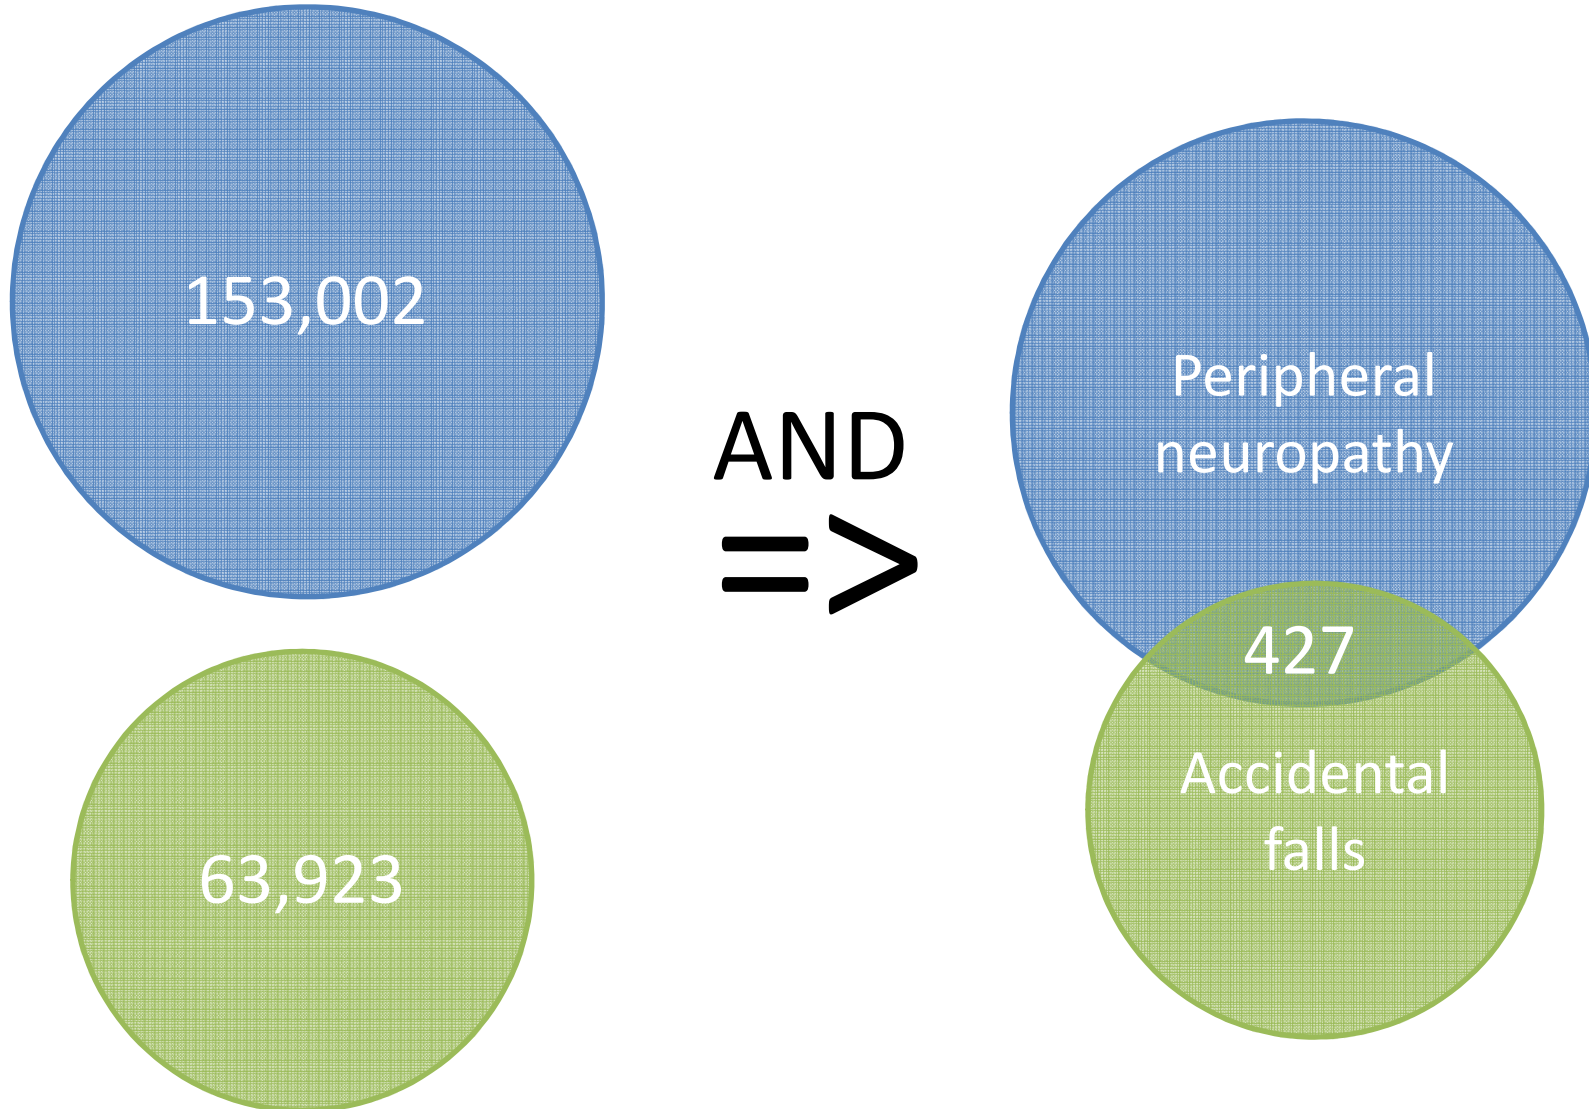 153,002
63,923
AND
=>
Peripheral
neuropathy
427
Accidental
falls